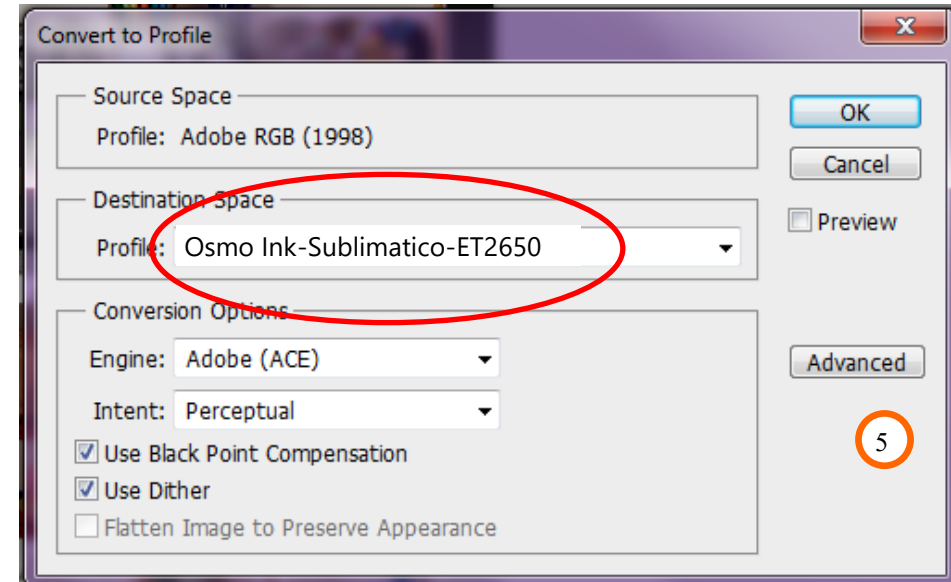 Convert to Profile
Source Space
Profile: Adobe RGB (1998)
OK
Cancel
Destination Space
Profile: Osmo Ink-Sublimatico-ET2650
Preview
Conversion Options
Engine: Adobe (ACE)
Advanced
Intent: Perceptual
5
Use Black Point Compensation
Use Dither
Flatten Image to Preserve Appearance